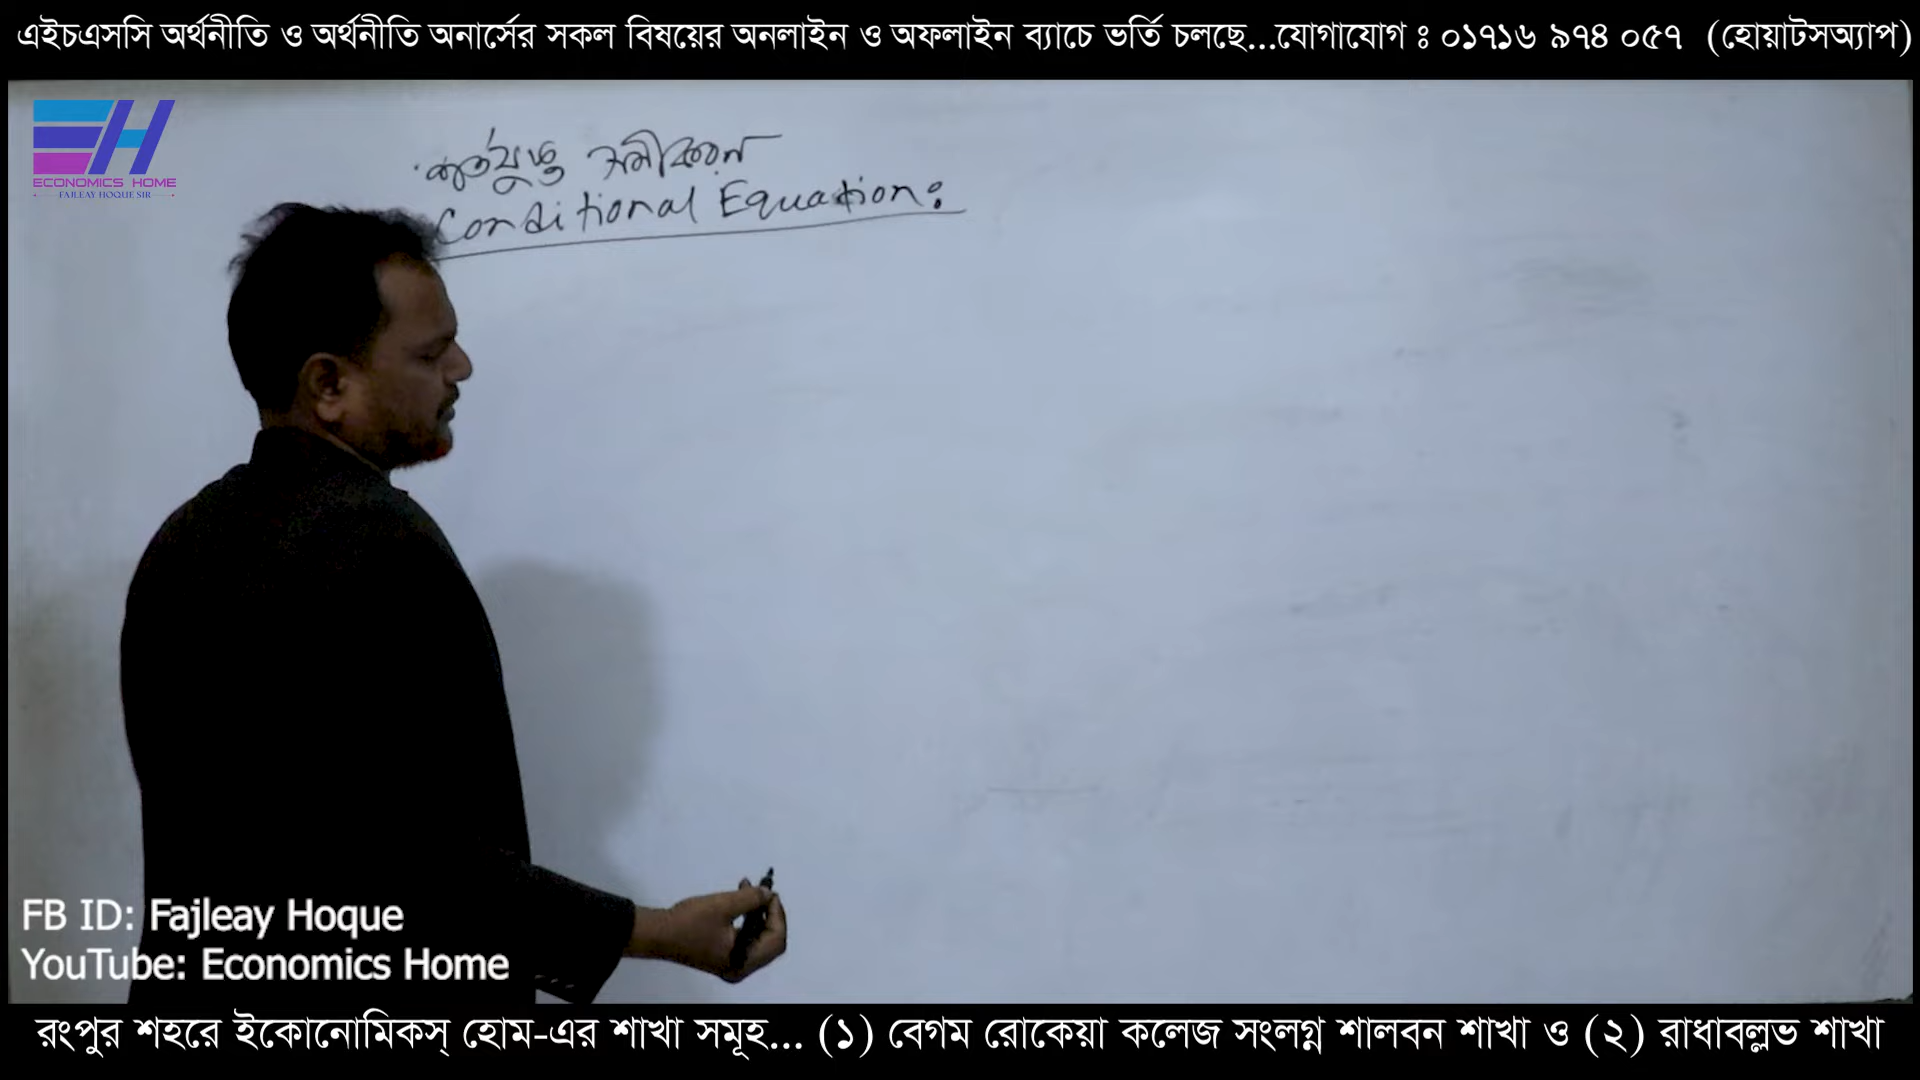 এইচএসসি অর্থনীতি ও অর্থনীতি অনার্সের সকল বিষয়ের অনলাইন ও অফলাইন ব্যাচে ভর্তি চলছে...যোগাযোগ ঃ ০১৭১৬ ৯৭৪ ০৫৭ (হোয়াটসঅ্যাপ)
EH
ECONOMICS HOME
FAJLEAY HOQUE SIR
শর্তযুক্ত সমীকরণ
Conditional Equation:
FB ID: Fajleay Hoque
YouTube: Economics Home
রংপুর শহরে ইকোনোমিকস্ হোম-এর শাখা সমূহ... (১) বেগম রোকেয়া কলেজ সংলগ্ন শালবন শাখা ও (২) রাধাবল্লভ শাখা